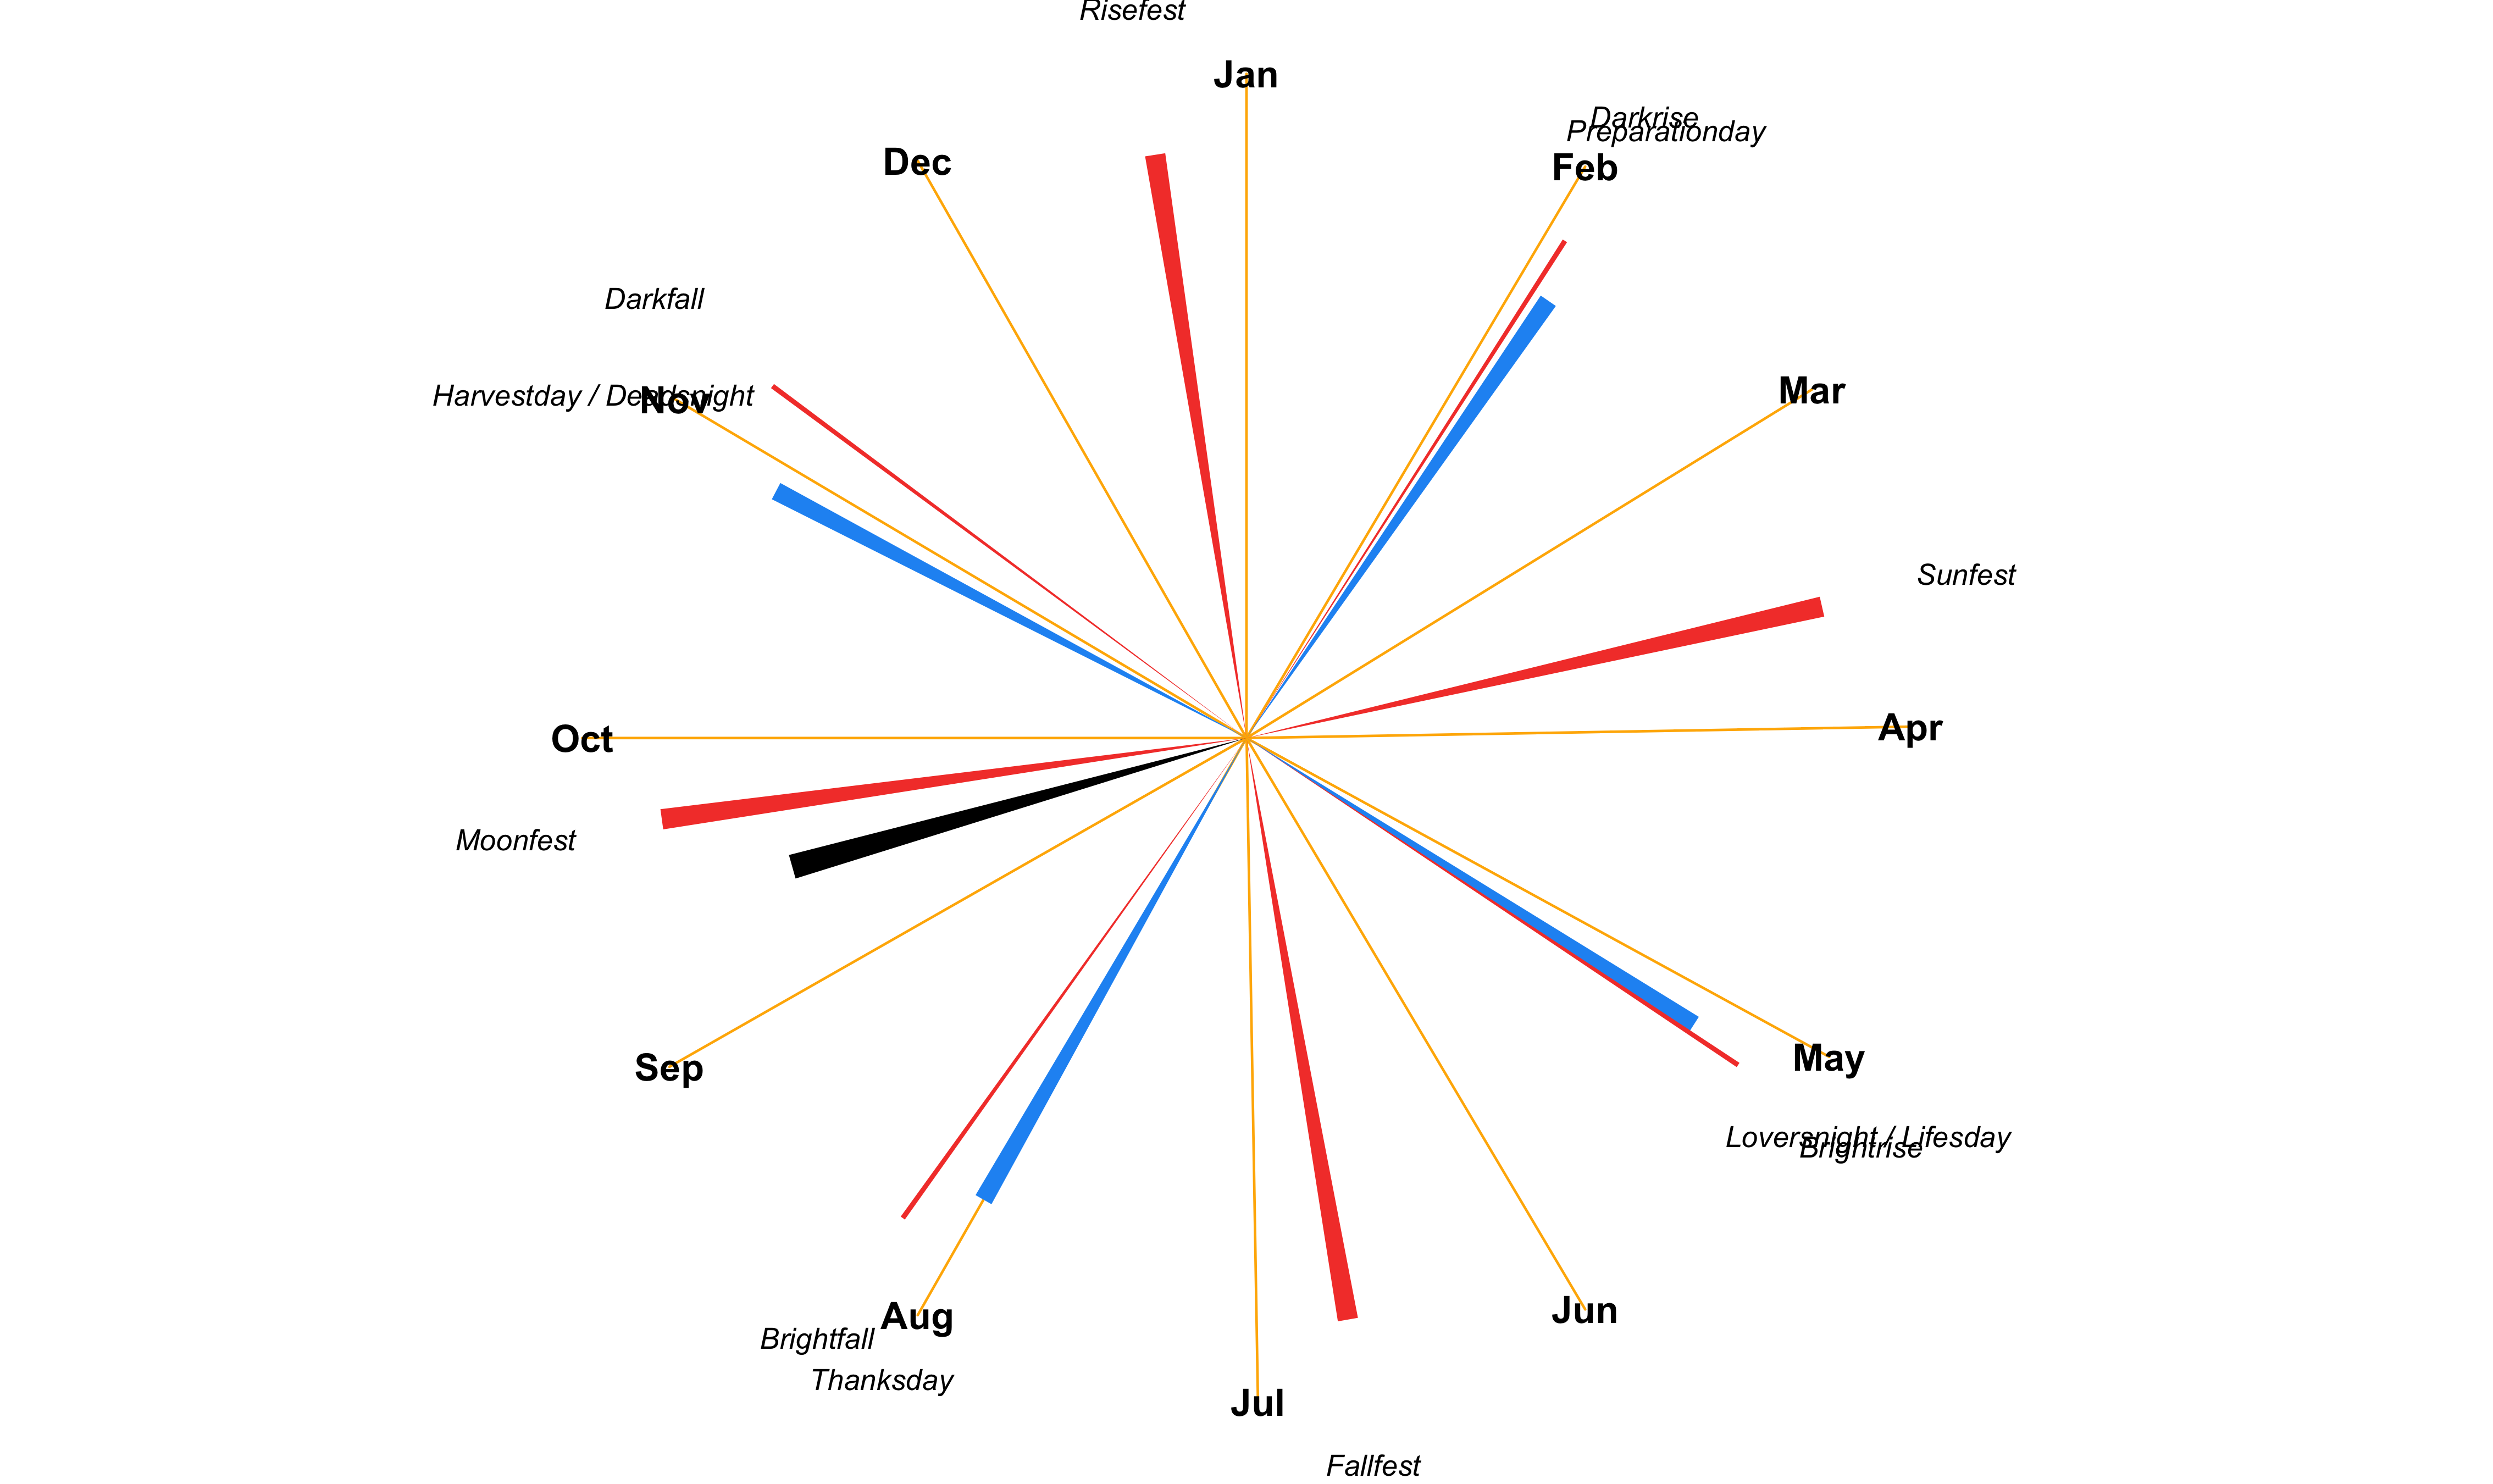 Risefest
Jan
Darkrise
Preparationday
Dec
Feb
Darkfall
Mar
Harvestday / Deadsnight
Nov
Sunfest
Apr
Oct
Moonfest
May
Sep
Loversnight / Lifesday
Brightrise
Jun
Aug
Brightfall
Thanksday
Jul
Fallfest